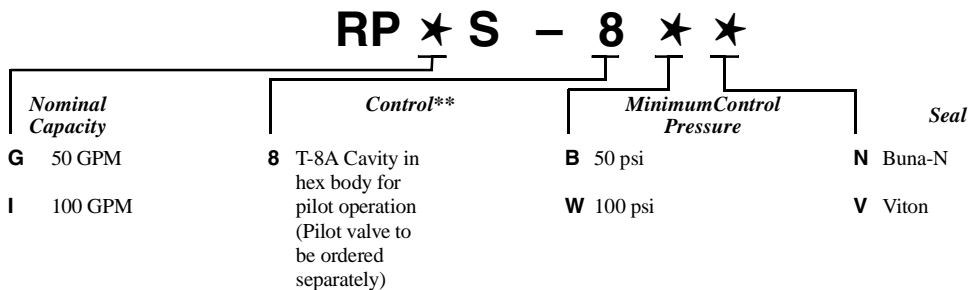 RP ✶ S – 8 ✶ ✶
Nominal
Capacity
G 50 GPM
I 100 GPM
Control**
8 T-8A Cavity in
hex body for
pilot operation
(Pilot valve to
be ordered
separately)
MinimumControl
Pressure
B 50 psi
W 100 psi
Seal
N Buna-N
V Viton